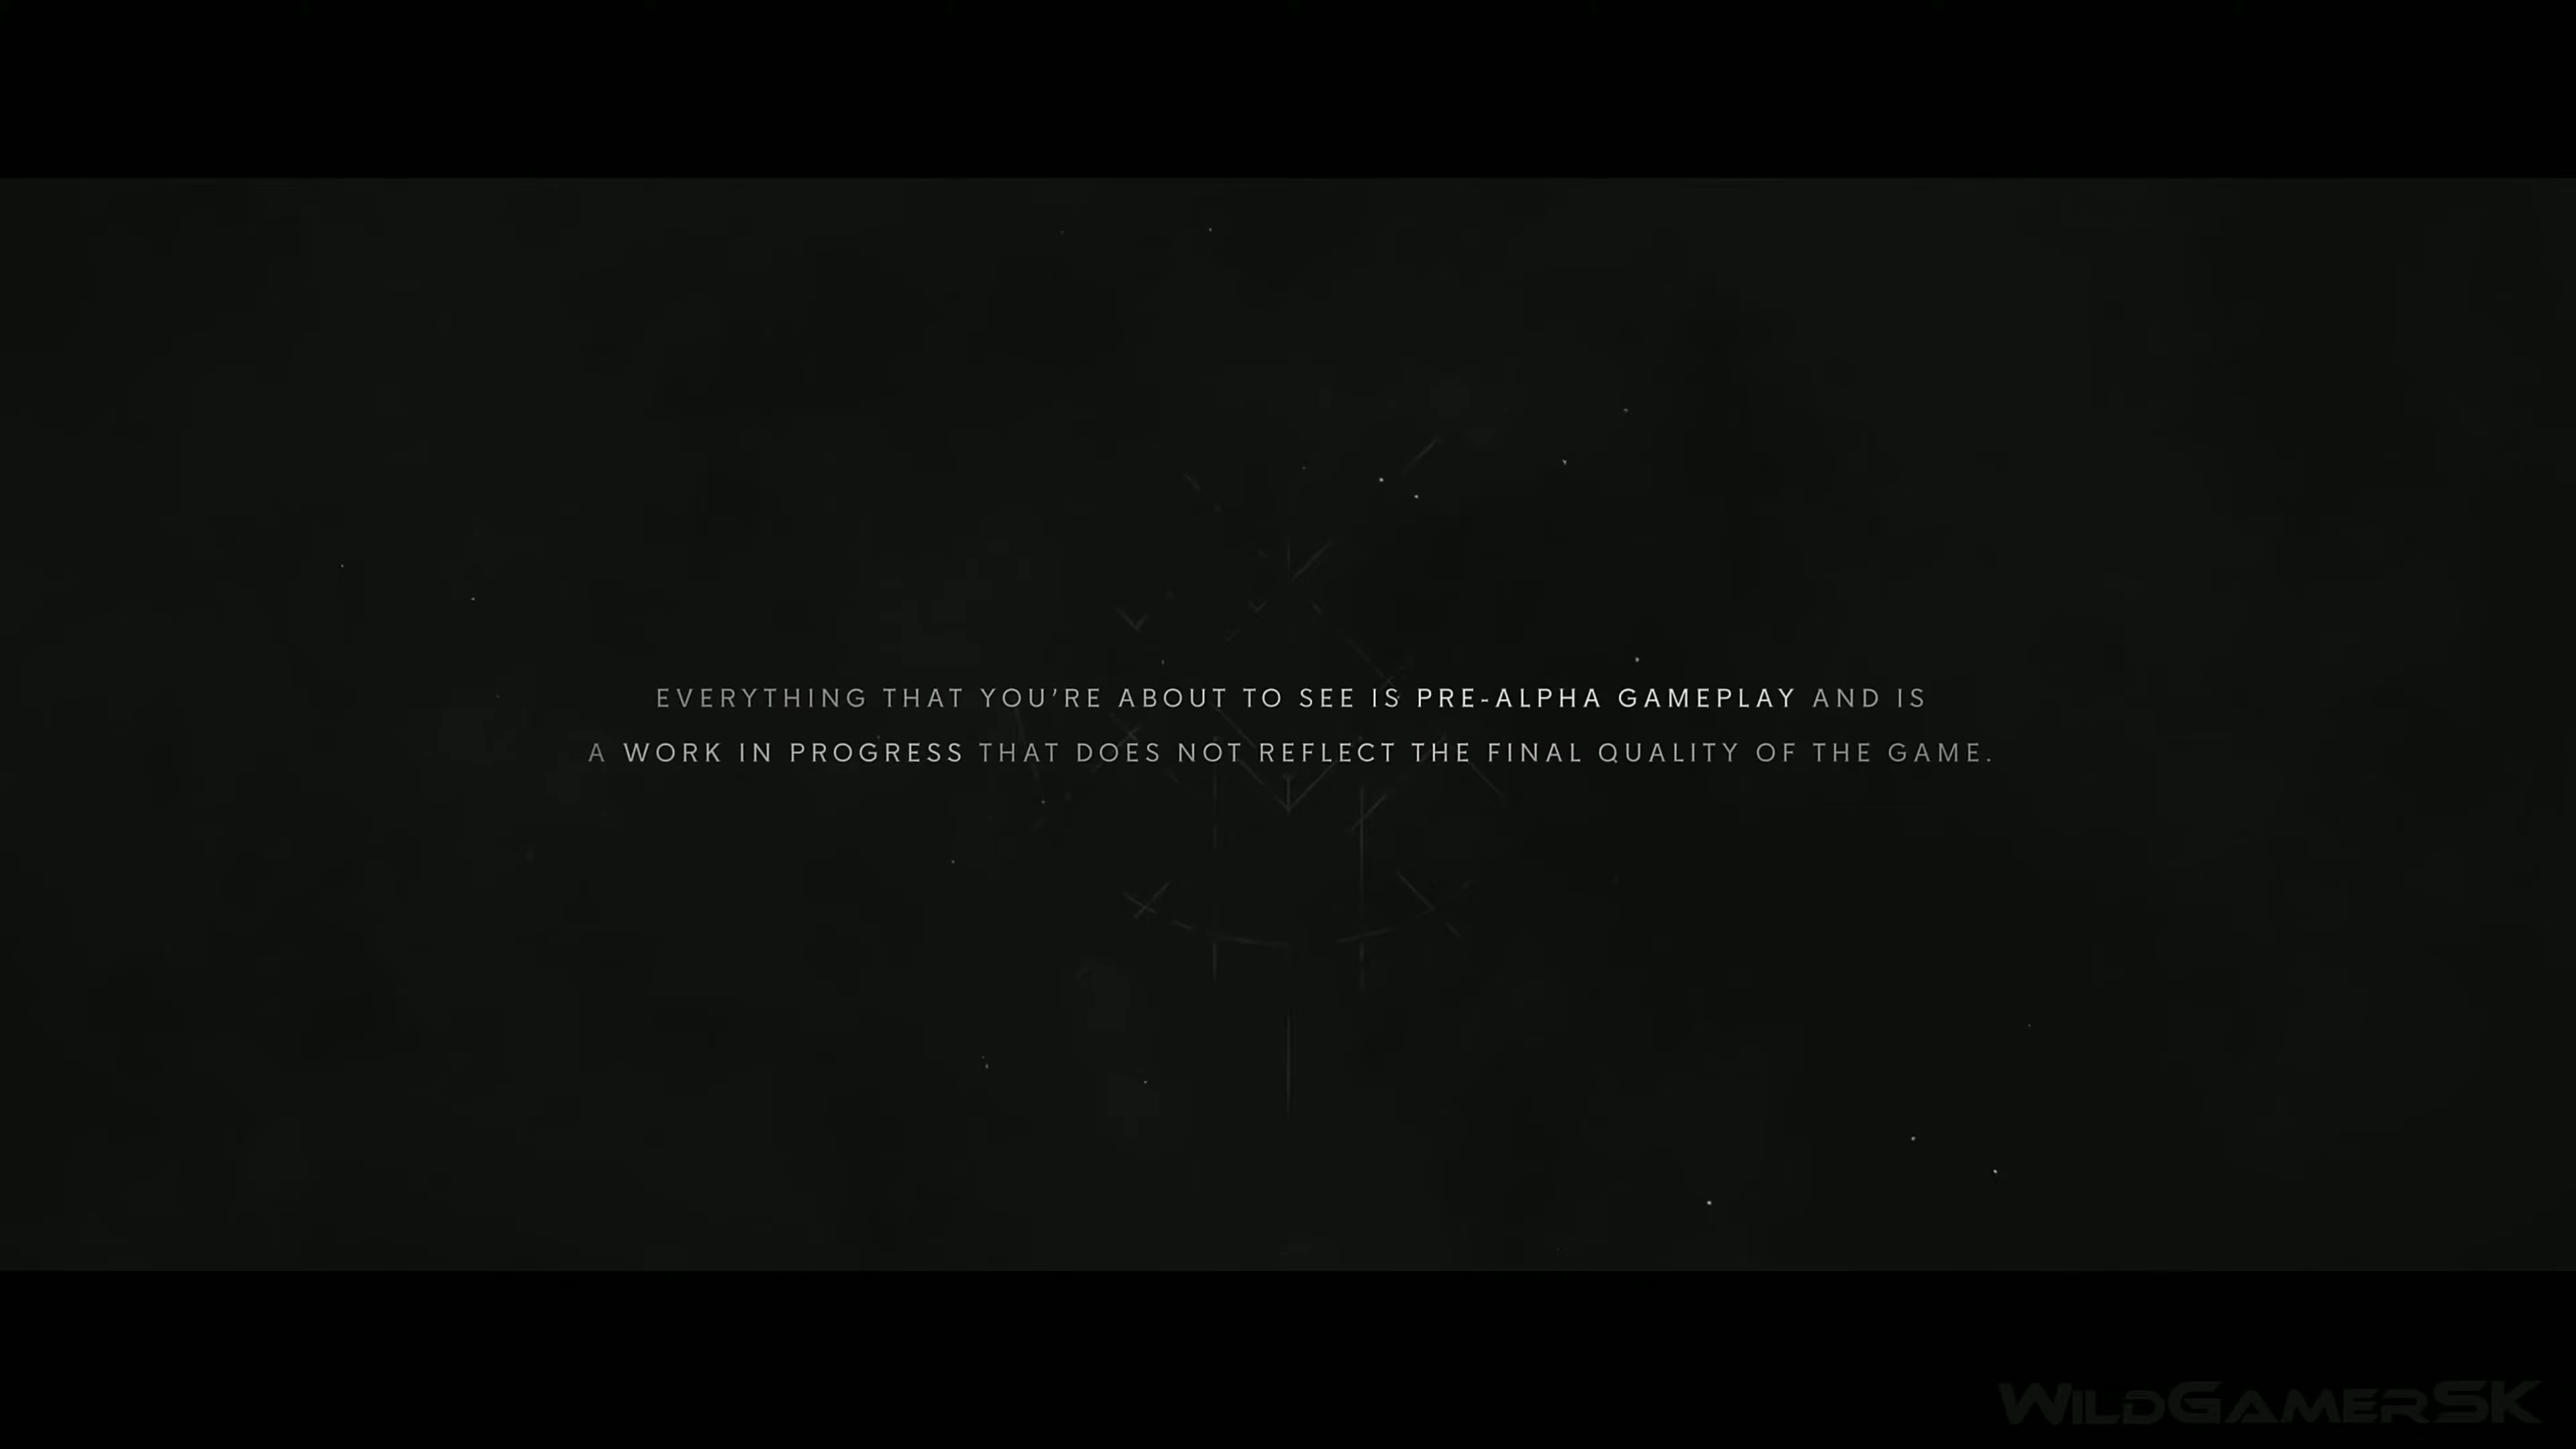 EVERYTHING THAT YOU'RE ABOUT TO SEE IS PRE-ALPHA GAMEPLAY AND IS
A WORK IN PROGRESS THAT DOES NOT REFLECT THE FINAL QUALITY OF THE GAME.
WILDGAMERSK